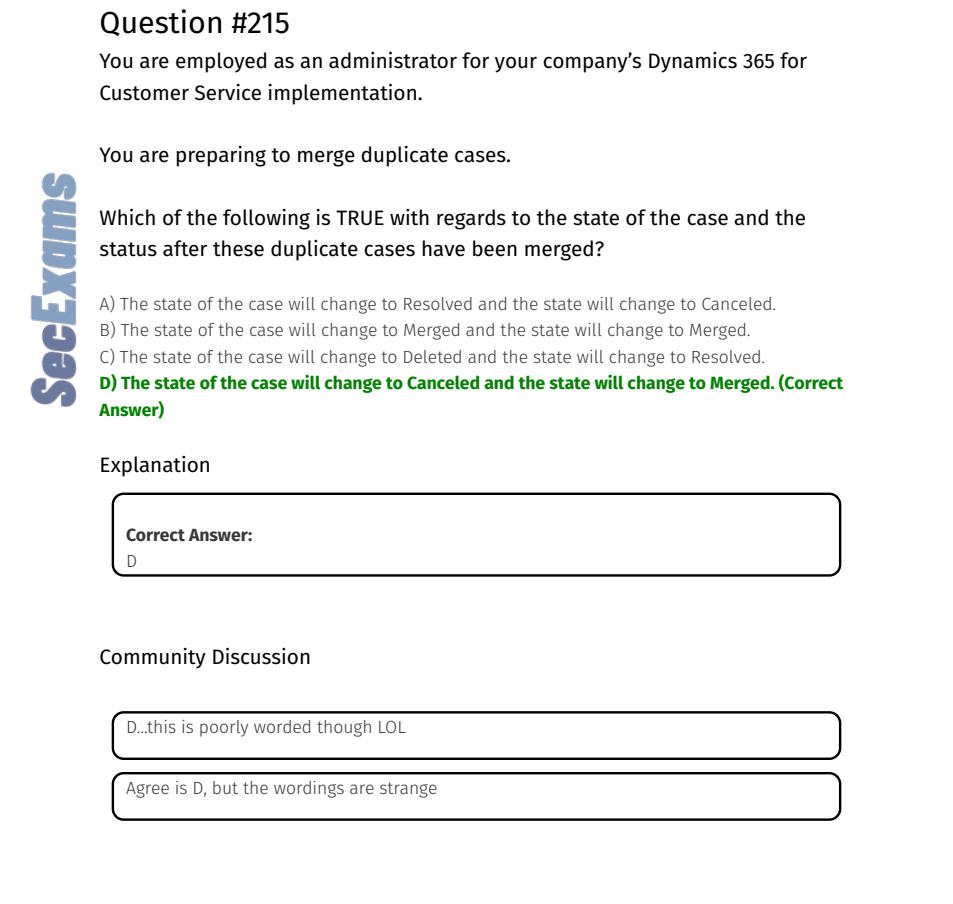 Question #215
You are employed as an administrator for your company’s Dynamics 365 for
Customer Service implementation.
You are preparing to merge duplicate cases.
Which of the following is TRUE with regards to the state of the case and the
status after these duplicate cases have been merged?
A) The state of the case will change to Resolved and the state will change to Canceled.
B) The state of the case will change to Merged and the state will change to Merged.
C) The state of the case will change to Deleted and the state will change to Resolved.
D) The state of the case will change to Canceled and the state will change to Merged. (Correct
Answer)
SecExams
Explanation
Correct Answer:
D
Community Discussion
D...this is poorly worded though LOL
Agree is D, but the wordings are strange